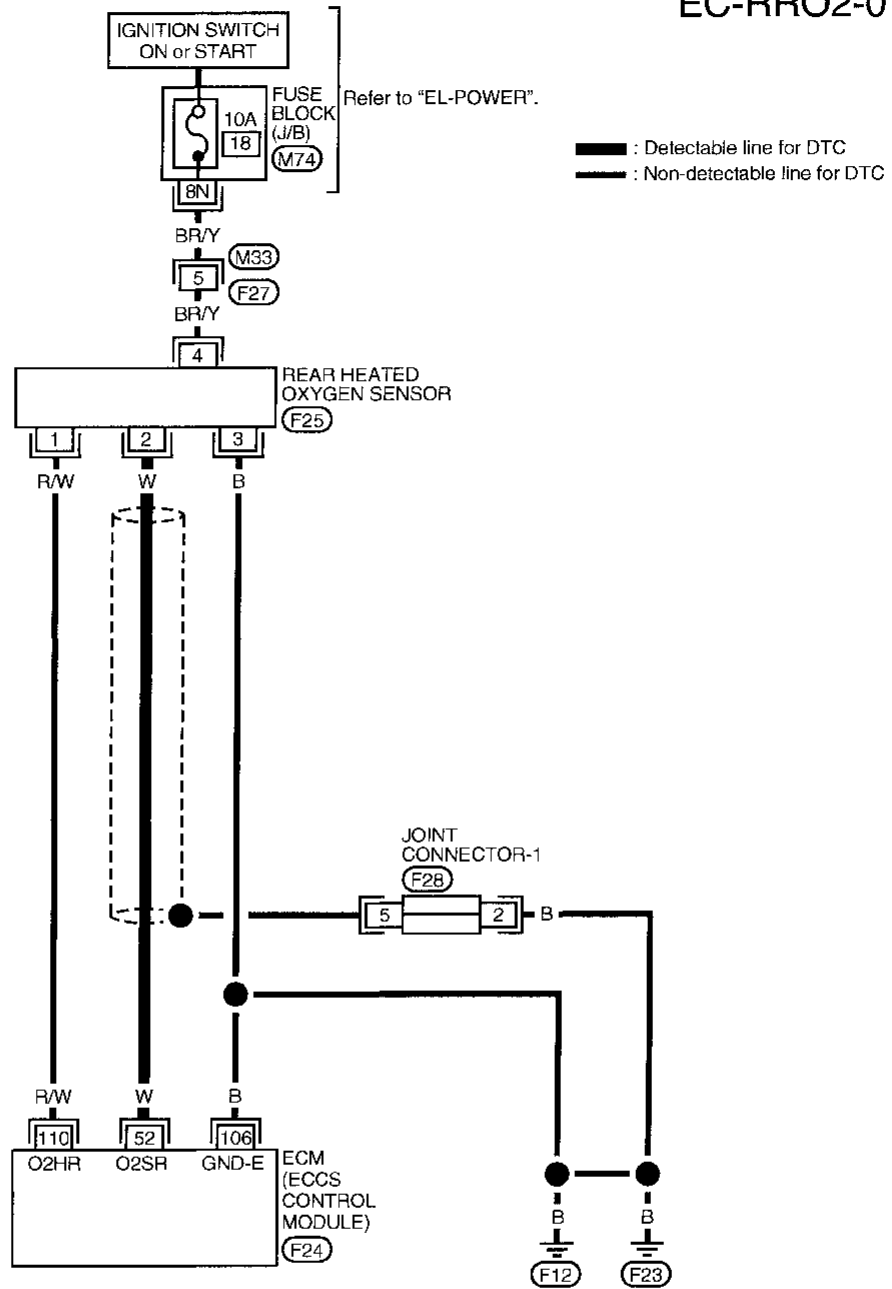 EC-RRO2-0
IGNITION SWITCH
ON or START
FUSE
BLOCK
(J/B)
10A
18
M74
Refer to "EL-POWER".
8N
: Detectable line for DTC
: Non-detectable line for DTC
BR/Y
M33
5
F27
BR/Y
4
REAR HEATED
OXYGEN SENSOR
F25
1 2 3
R/W W B
JOINT
CONNECTOR-1
F28
5 2 B
R/W W B
110 52 106
O2HR O2SR GND-E
ECM
(ECCS
CONTROL
MODULE)
F24
B B
F12 F23